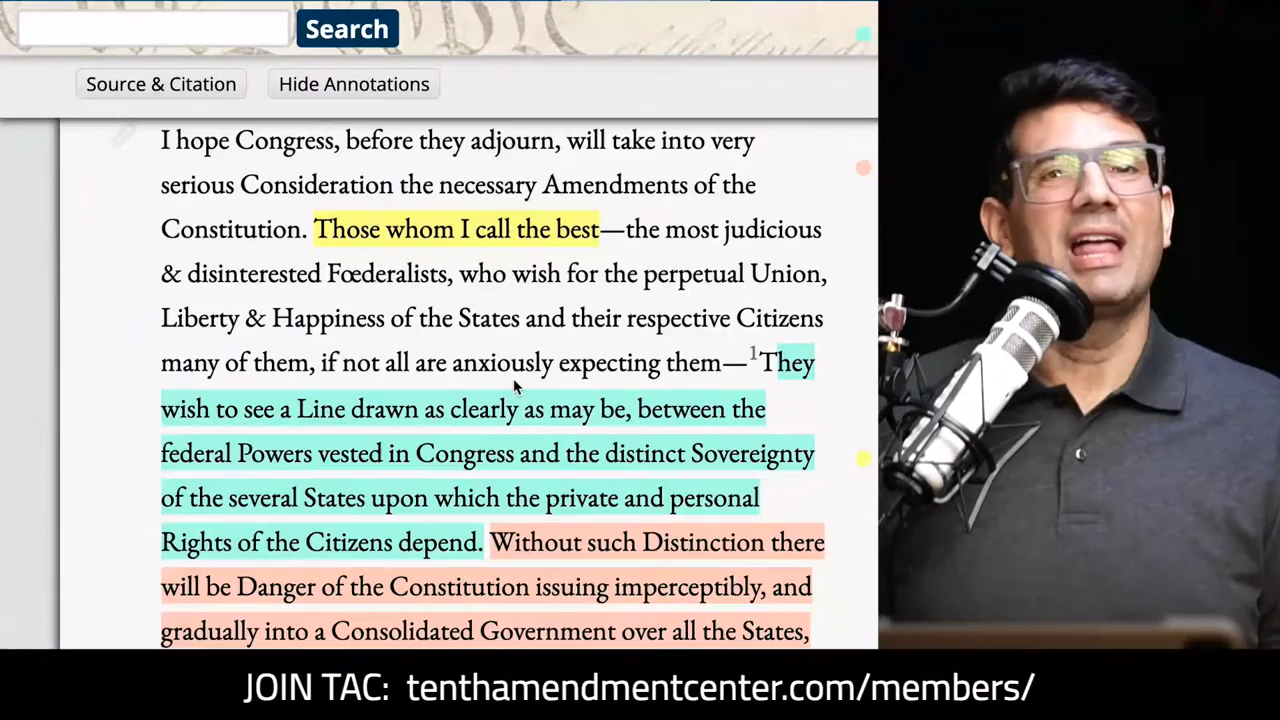 Search
Source & Citation
Hide Annotations
I hope Congress, before they adjourn, will take into very
serious Consideration the necessary Amendments of the
Constitution. Those whom I call the best—the most judicious
& disinterested Fœderalists, who wish for the perpetual Union,
Liberty & Happiness of the States and their respective Citizens
many of them, if not all are anxiously expecting them—¹They
wish to see a Line drawn as clearly as may be, between the
federal Powers vested in Congress and the distinct Sovereignty
of the several States upon which the private and personal
Rights of the Citizens depend. Without such Distinction there
will be Danger of the Constitution issuing imperceptibly, and
gradually into a Consolidated Government over all the States,
JOIN TAC: tenthamendmentcenter.com/members/